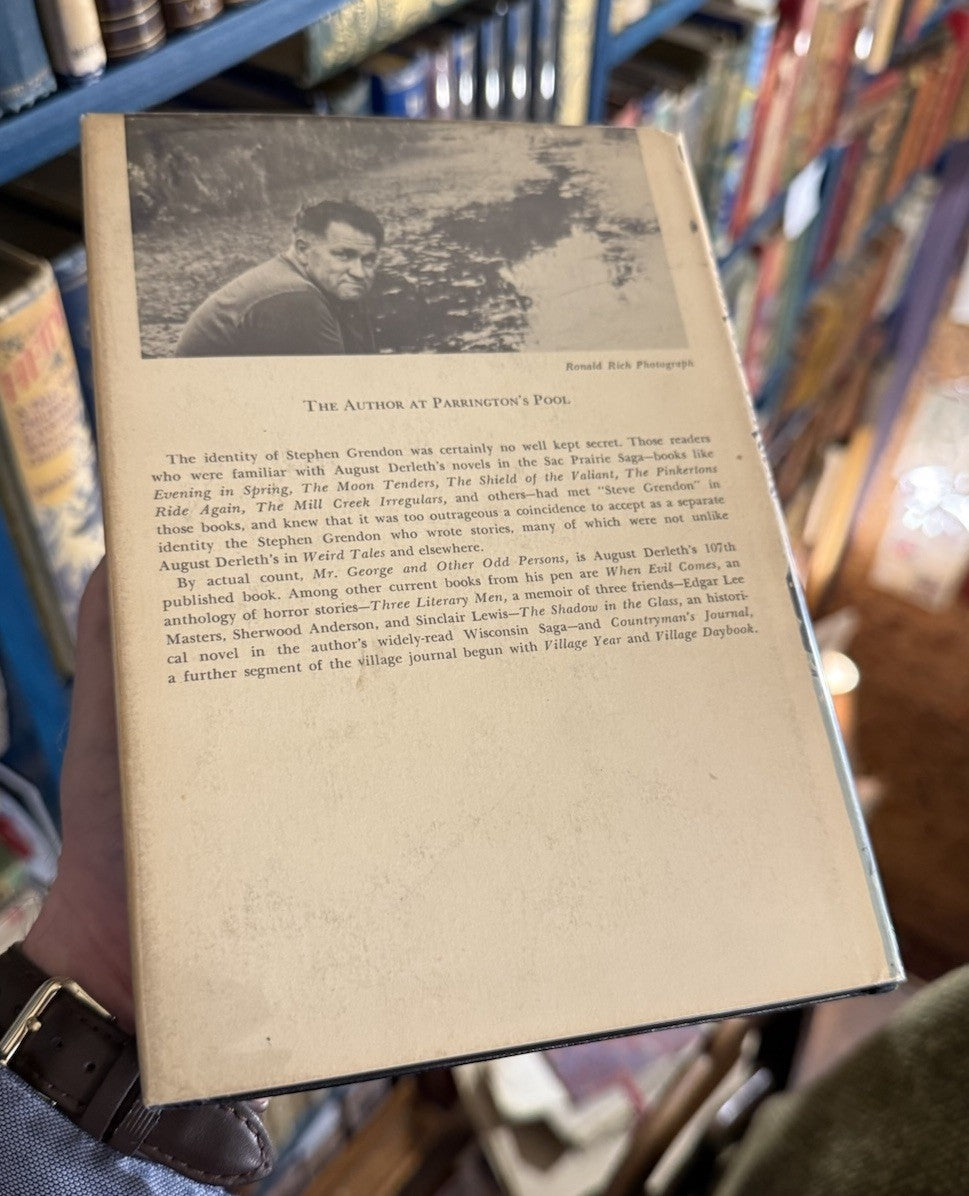 Ronald Rich Photograph
THE AUTHOR AT PARRINGTON'S POOL
The identity of Stephen Grendon was certainly no well kept secret. Those readers
who were familiar with August Derleth's novels in the Sac Prairie Saga—books like
Evening in Spring, The Moon Tenders, The Shield of the Valiant, The Pinkertons
Ride Again, The Mill Creek Irregulars, and others—had met "Steve Grendon" in
those books, and knew that it was too outrageous a coincidence to accept as a separate
identity the Stephen Grendon who wrote stories, many of which were not unlike
August Derleth's in Weird Tales and elsewhere.
By actual count, Mr. George and Other Odd Persons, is August Derleth's 107th
published book. Among other current books from his pen are When Evil Comes, an
anthology of horror stories—Three Literary Men, a memoir of three friends—Edgar Lee
Masters, Sherwood Anderson, and Sinclair Lewis—The Shadow in the Glass, an histori-
cal novel in the author's widely-read Wisconsin Saga—and Countryman's Journal,
a further segment of the village journal begun with Village Year and Village Daybook.